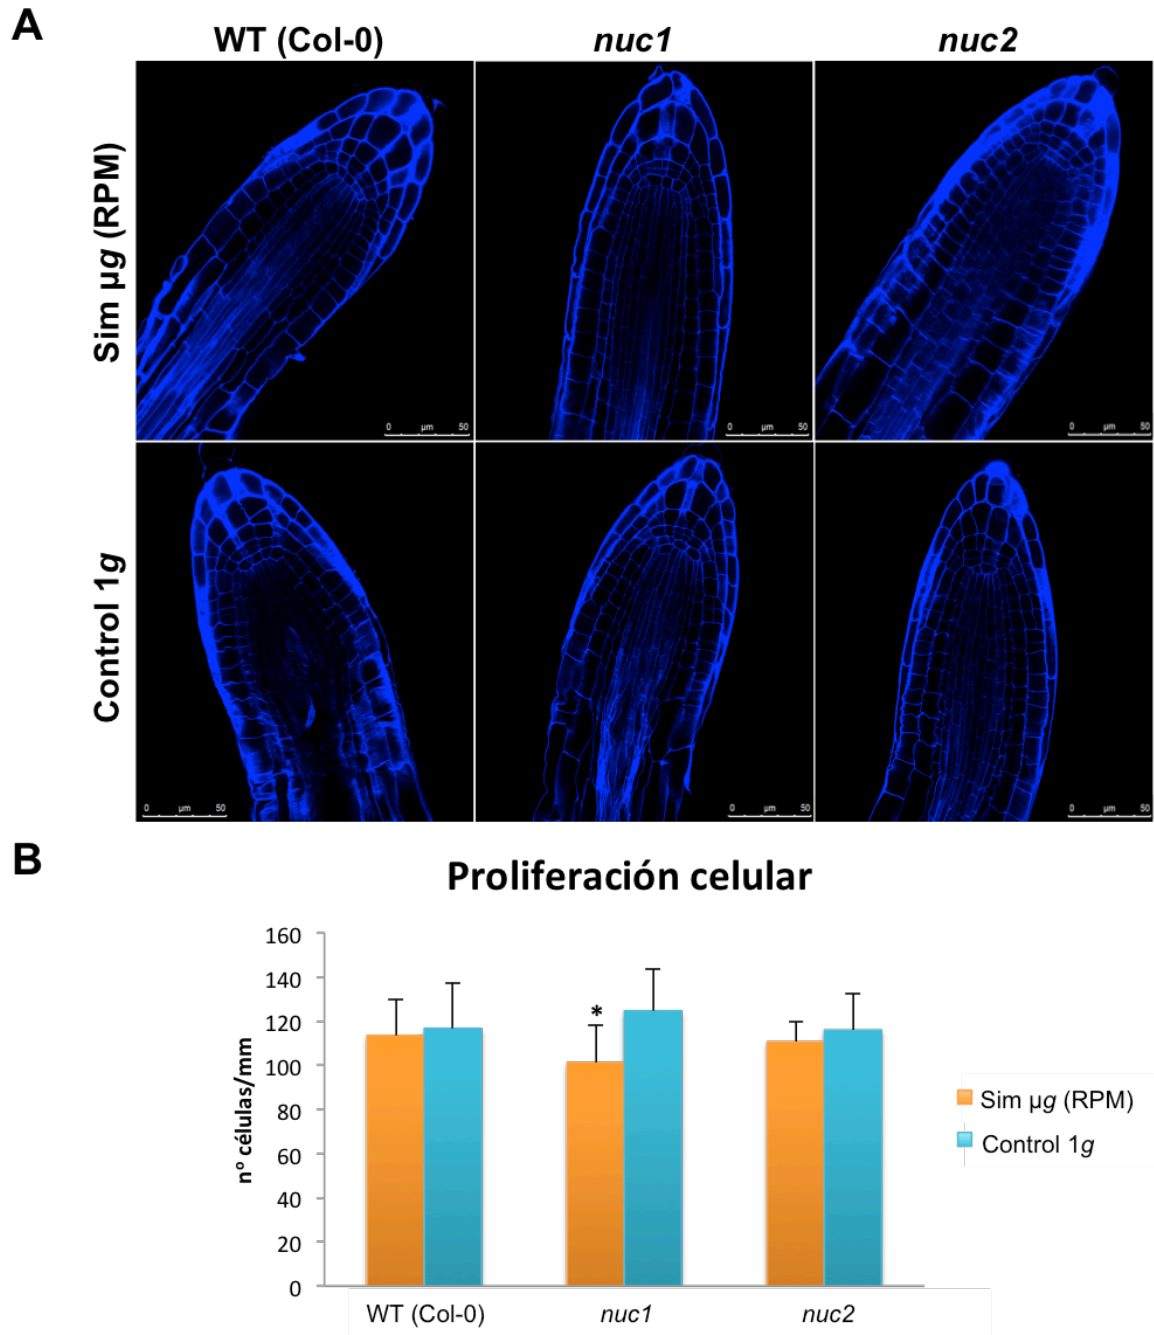 A
WT (Col-0)
nuc1
nuc2
Sim µg (RPM)
0 µm 50
0 µm 50
0 µm 50
Control 1g
0 µm 50
0 µm 50
0 µm 50
B
Proliferación celular
nº células/mm
160
140
120
100
80
60
40
20
0
*
WT (Col-0)
nuc1
nuc2
Sim µg (RPM)
Control 1g